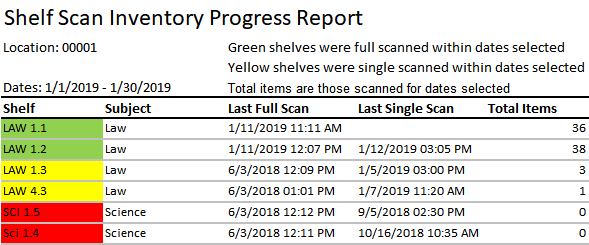 Shelf Scan Inventory Progress Report
Location: 00001 Green shelves were full scanned within dates selected
Yellow shelves were single scanned within dates selected
Dates: 1/1/2019 - 1/30/2019 Total items are those scanned for dates selected
Shelf Subject Last Full Scan Last Single Scan Total Items
LAW 1.1 Law 1/11/2019 11:11 AM 36
LAW 1.2 Law 1/11/2019 12:07 PM 1/12/2019 03:05 PM 38
LAW 1.3 Law 6/3/2018 12:09 PM 1/5/2019 03:00 PM 3
LAW 4.3 Law 6/3/2018 01:01 PM 1/7/2019 11:20 AM 1
SCI 1.5 Science 6/3/2018 12:12 PM 9/5/2018 02:30 PM 0
Sci 1.4 Science 6/3/2018 12:11 PM 10/16/2018 10:35 AM 0